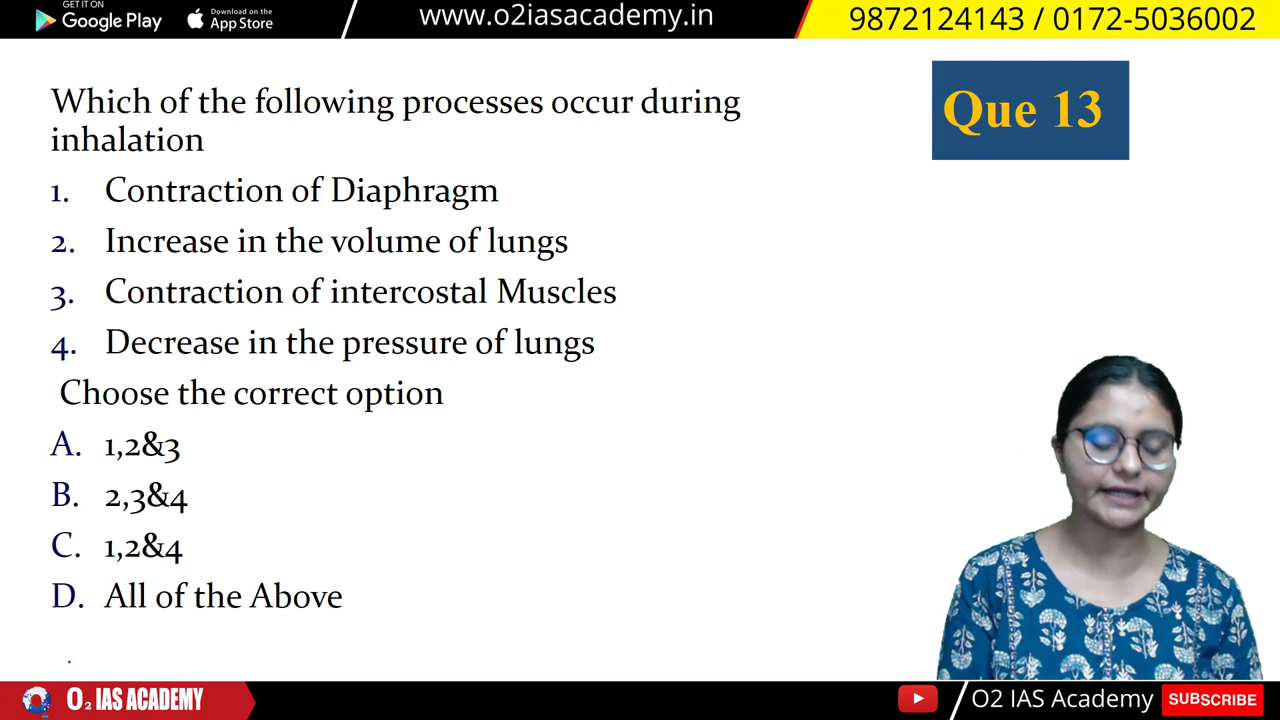 GET IT ON
Google Play
Download on the
App Store
www.o2iasacademy.in
9872124143 / 0172-5036002
Que 13
Which of the following processes occur during
inhalation
1. Contraction of Diaphragm
2. Increase in the volume of lungs
3. Contraction of intercostal Muscles
4. Decrease in the pressure of lungs
Choose the correct option
A. 1,2&3
B. 2,3&4
C. 1,2&4
D. All of the Above
O2 IAS ACADEMY
O2 IAS Academy
SUBSCRIBE